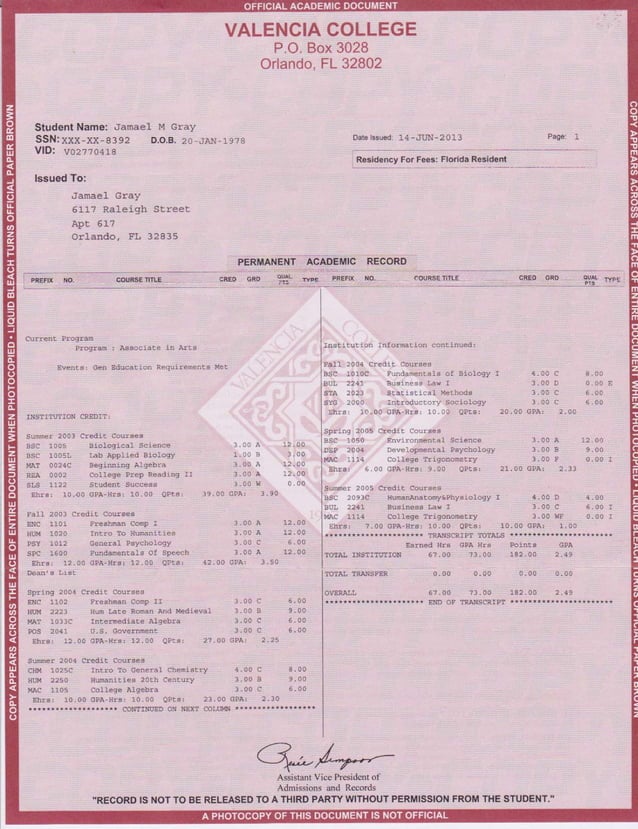 OFFICIAL ACADEMIC DOCUMENT
VALENCIA COLLEGE
P.O. Box 3028
Orlando, FL 32802
Student Name: Jamael M Gray
SSN: XXX-XX-8392 D.O.B. 20-JAN-1978
VID: V02770418
Date Issued: 14-JUN-2013 Page: 1
Residency For Fees: Florida Resident
Issued To:
Jamael Gray
6117 Raleigh Street
Apt 617
Orlando, FL 32835
PERMANENT ACADEMIC RECORD
PREFIX NO. COURSE TITLE CRED GRD QUAL PTS TYPE PREFIX NO. COURSE TITLE CRED GRD QUAL PTS TYPE
Current Program
Program : Associate in Arts
Events: Gen Education Requirements Met
INSTITUTION CREDIT:
Summer 2003 Credit Courses
BSC 1005 Biological Science 3.00 A 12.00
BSC 1005L Lab Applied Biology 1.00 B 3.00
MAT 0024C Beginning Algebra 3.00 A 12.00
REA 0002 College Prep Reading II 3.00 A 12.00
SLS 1122 Student Success 3.00 W 0.00
Ehrs: 10.00 GPA-Hrs: 10.00 QPts: 39.00 GPA: 3.90
Fall 2003 Credit Courses
ENC 1101 Freshman Comp I 3.00 A 12.00
HUM 1020 Intro To Humanities 3.00 A 12.00
PSY 1012 General Psychology 3.00 C 6.00
SPC 1600 Fundamentals Of Speech 3.00 A 12.00
Ehrs: 12.00 GPA-Hrs: 12.00 QPts: 42.00 GPA: 3.50
Dean's List
Spring 2004 Credit Courses
ENC 1102 Freshman Comp II 3.00 C 6.00
HUM 2223 Hum Late Roman And Medieval 3.00 B 9.00
MAT 1033C Intermediate Algebra 3.00 C 6.00
POS 2041 U.S. Government 3.00 C 6.00
Ehrs: 12.00 GPA-Hrs: 12.00 QPts: 27.00 GPA: 2.25
Summer 2004 Credit Courses
CHM 1025C Intro To General Chemistry 4.00 C 8.00
HUM 2250 Humanities 20th Century 3.00 B 9.00
MAC 1105 College Algebra 3.00 C 6.00
Ehrs: 10.00 GPA-Hrs: 10.00 QPts: 23.00 GPA: 2.30
******************** CONTINUED ON NEXT COLUMN ******************
Institution Information continued:
Fall 2004 Credit Courses
BSC 1010C Fundamentals of Biology I 4.00 C 8.00
BUL 2241 Business Law I 3.00 D 0.00 E
STA 2023 Statistical Methods 3.00 C 6.00
SYG 2000 Introductory Sociology 3.00 C 6.00
Ehrs: 10.00 GPA-Hrs: 10.00 QPts: 20.00 GPA: 2.00
Spring 2005 Credit Courses
BSC 1050 Environmental Science 3.00 A 12.00
DEP 2004 Developmental Psychology 3.00 B 9.00
MAC 1114 College Trigonometry 3.00 F 0.00 I
Ehrs: 6.00 GPA-Hrs: 9.00 QPts: 21.00 GPA: 2.33
Summer 2005 Credit Courses
BSC 2093C HumanAnatomy&Physiology I 4.00 D 4.00
BUL 2241 Business Law I 3.00 C 6.00 I
MAC 1114 College Trigonometry 3.00 WF 0.00 I
Ehrs: 7.00 GPA-Hrs: 10.00 QPts: 10.00 GPA: 1.00
********************** TRANSCRIPT TOTALS ***********************
Earned Hrs GPA Hrs Points GPA
TOTAL INSTITUTION 67.00 73.00 182.00 2.49
TOTAL TRANSFER 0.00 0.00 0.00 0.00
OVERALL 67.00 73.00 182.00 2.49
********************** END OF TRANSCRIPT ***********************
VALENCIA COLLEGE
Assistant Vice President of
Admissions and Records
"RECORD IS NOT TO BE RELEASED TO A THIRD PARTY WITHOUT PERMISSION FROM THE STUDENT."
A PHOTOCOPY OF THIS DOCUMENT IS NOT OFFICIAL
COPY APPEARS ACROSS THE FACE OF ENTIRE DOCUMENT WHEN PHOTOCOPIED • LIQUID BLEACH TURNS OFFICIAL PAPER BROWN
COPY APPEARS ACROSS THE FACE OF ENTIRE DOCUMENT WHEN PHOTOCOPIED • LIQUID BLEACH TURNS OFFICIAL PAPER BROWN